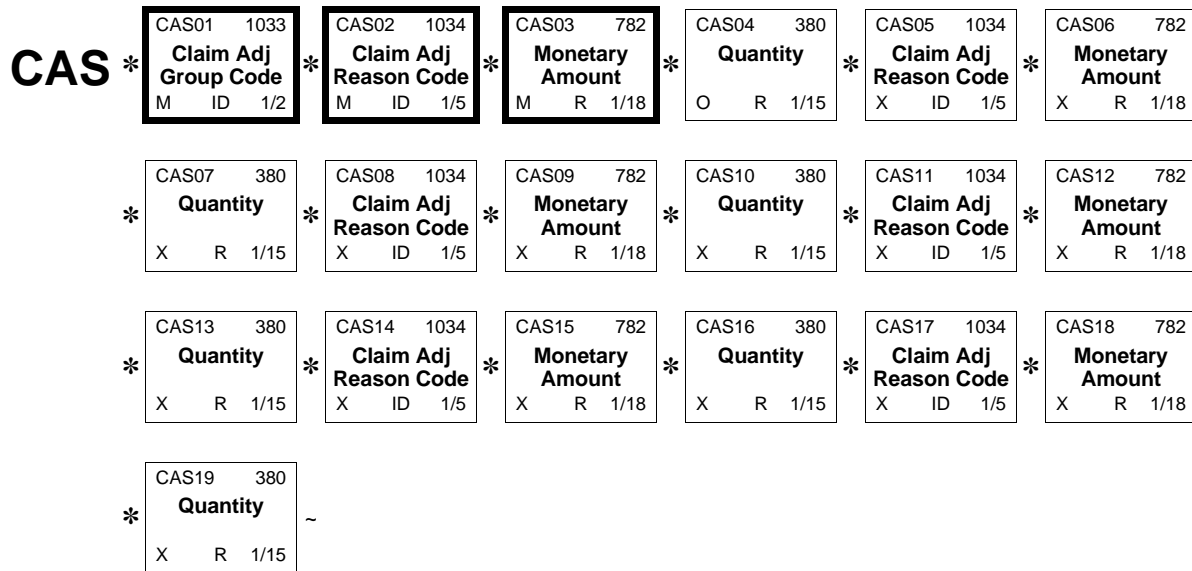 CAS * CAS01 1033 Claim Adj Group Code M ID 1/2 * CAS02 1034 Claim Adj Reason Code M ID 1/5 * CAS03 782 Monetary Amount M R 1/18 * CAS04 380 Quantity O R 1/15 * CAS05 1034 Claim Adj Reason Code X ID 1/5 * CAS06 782 Monetary Amount X R 1/18
* CAS07 380 Quantity X R 1/15 * CAS08 1034 Claim Adj Reason Code X ID 1/5 * CAS09 782 Monetary Amount X R 1/18 * CAS10 380 Quantity X R 1/15 * CAS11 1034 Claim Adj Reason Code X ID 1/5 * CAS12 782 Monetary Amount X R 1/18
* CAS13 380 Quantity X R 1/15 * CAS14 1034 Claim Adj Reason Code X ID 1/5 * CAS15 782 Monetary Amount X R 1/18 * CAS16 380 Quantity X R 1/15 * CAS17 1034 Claim Adj Reason Code X ID 1/5 * CAS18 782 Monetary Amount X R 1/18
* CAS19 380 Quantity X R 1/15 ~